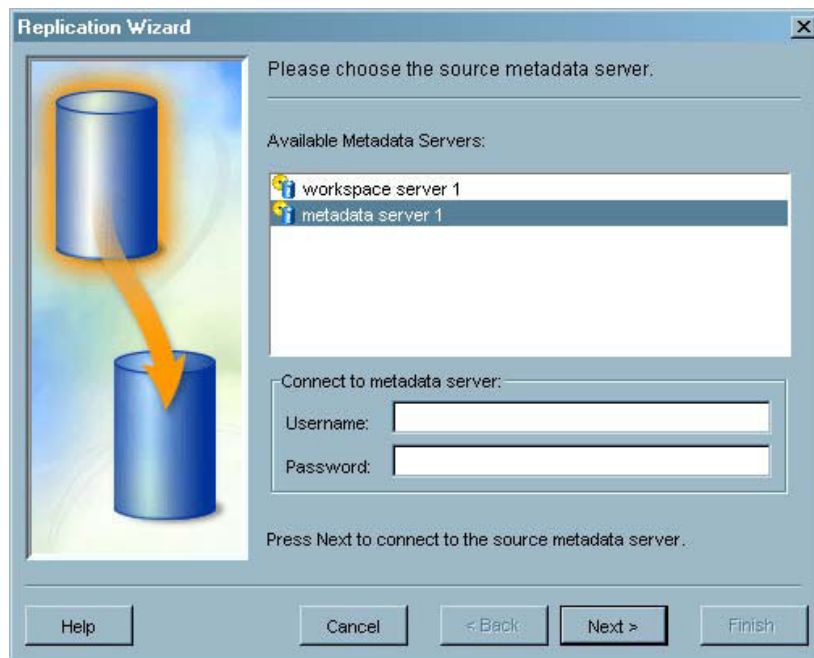 Replication Wizard
Please choose the source metadata server.
Available Metadata Servers:
workspace server 1
metadata server 1
Connect to metadata server:
Username:
Password:
Press Next to connect to the source metadata server.
Help Cancel < Back Next > Finish